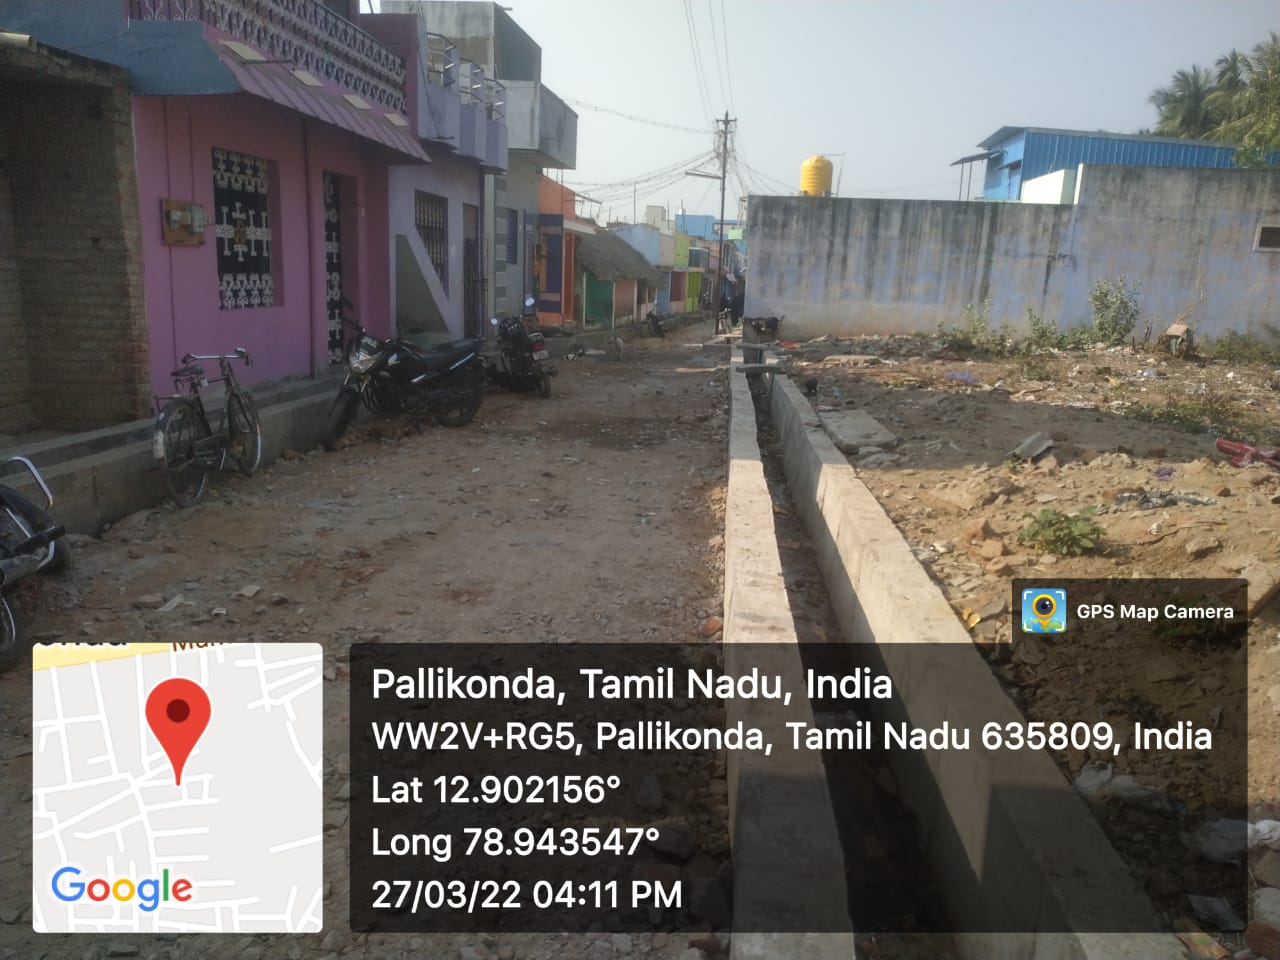 GPS Map Camera
Pallikonda, Tamil Nadu, India
WW2V+RG5, Pallikonda, Tamil Nadu 635809, India
Lat 12.902156°
Long 78.943547°
27/03/22 04:11 PM
Google